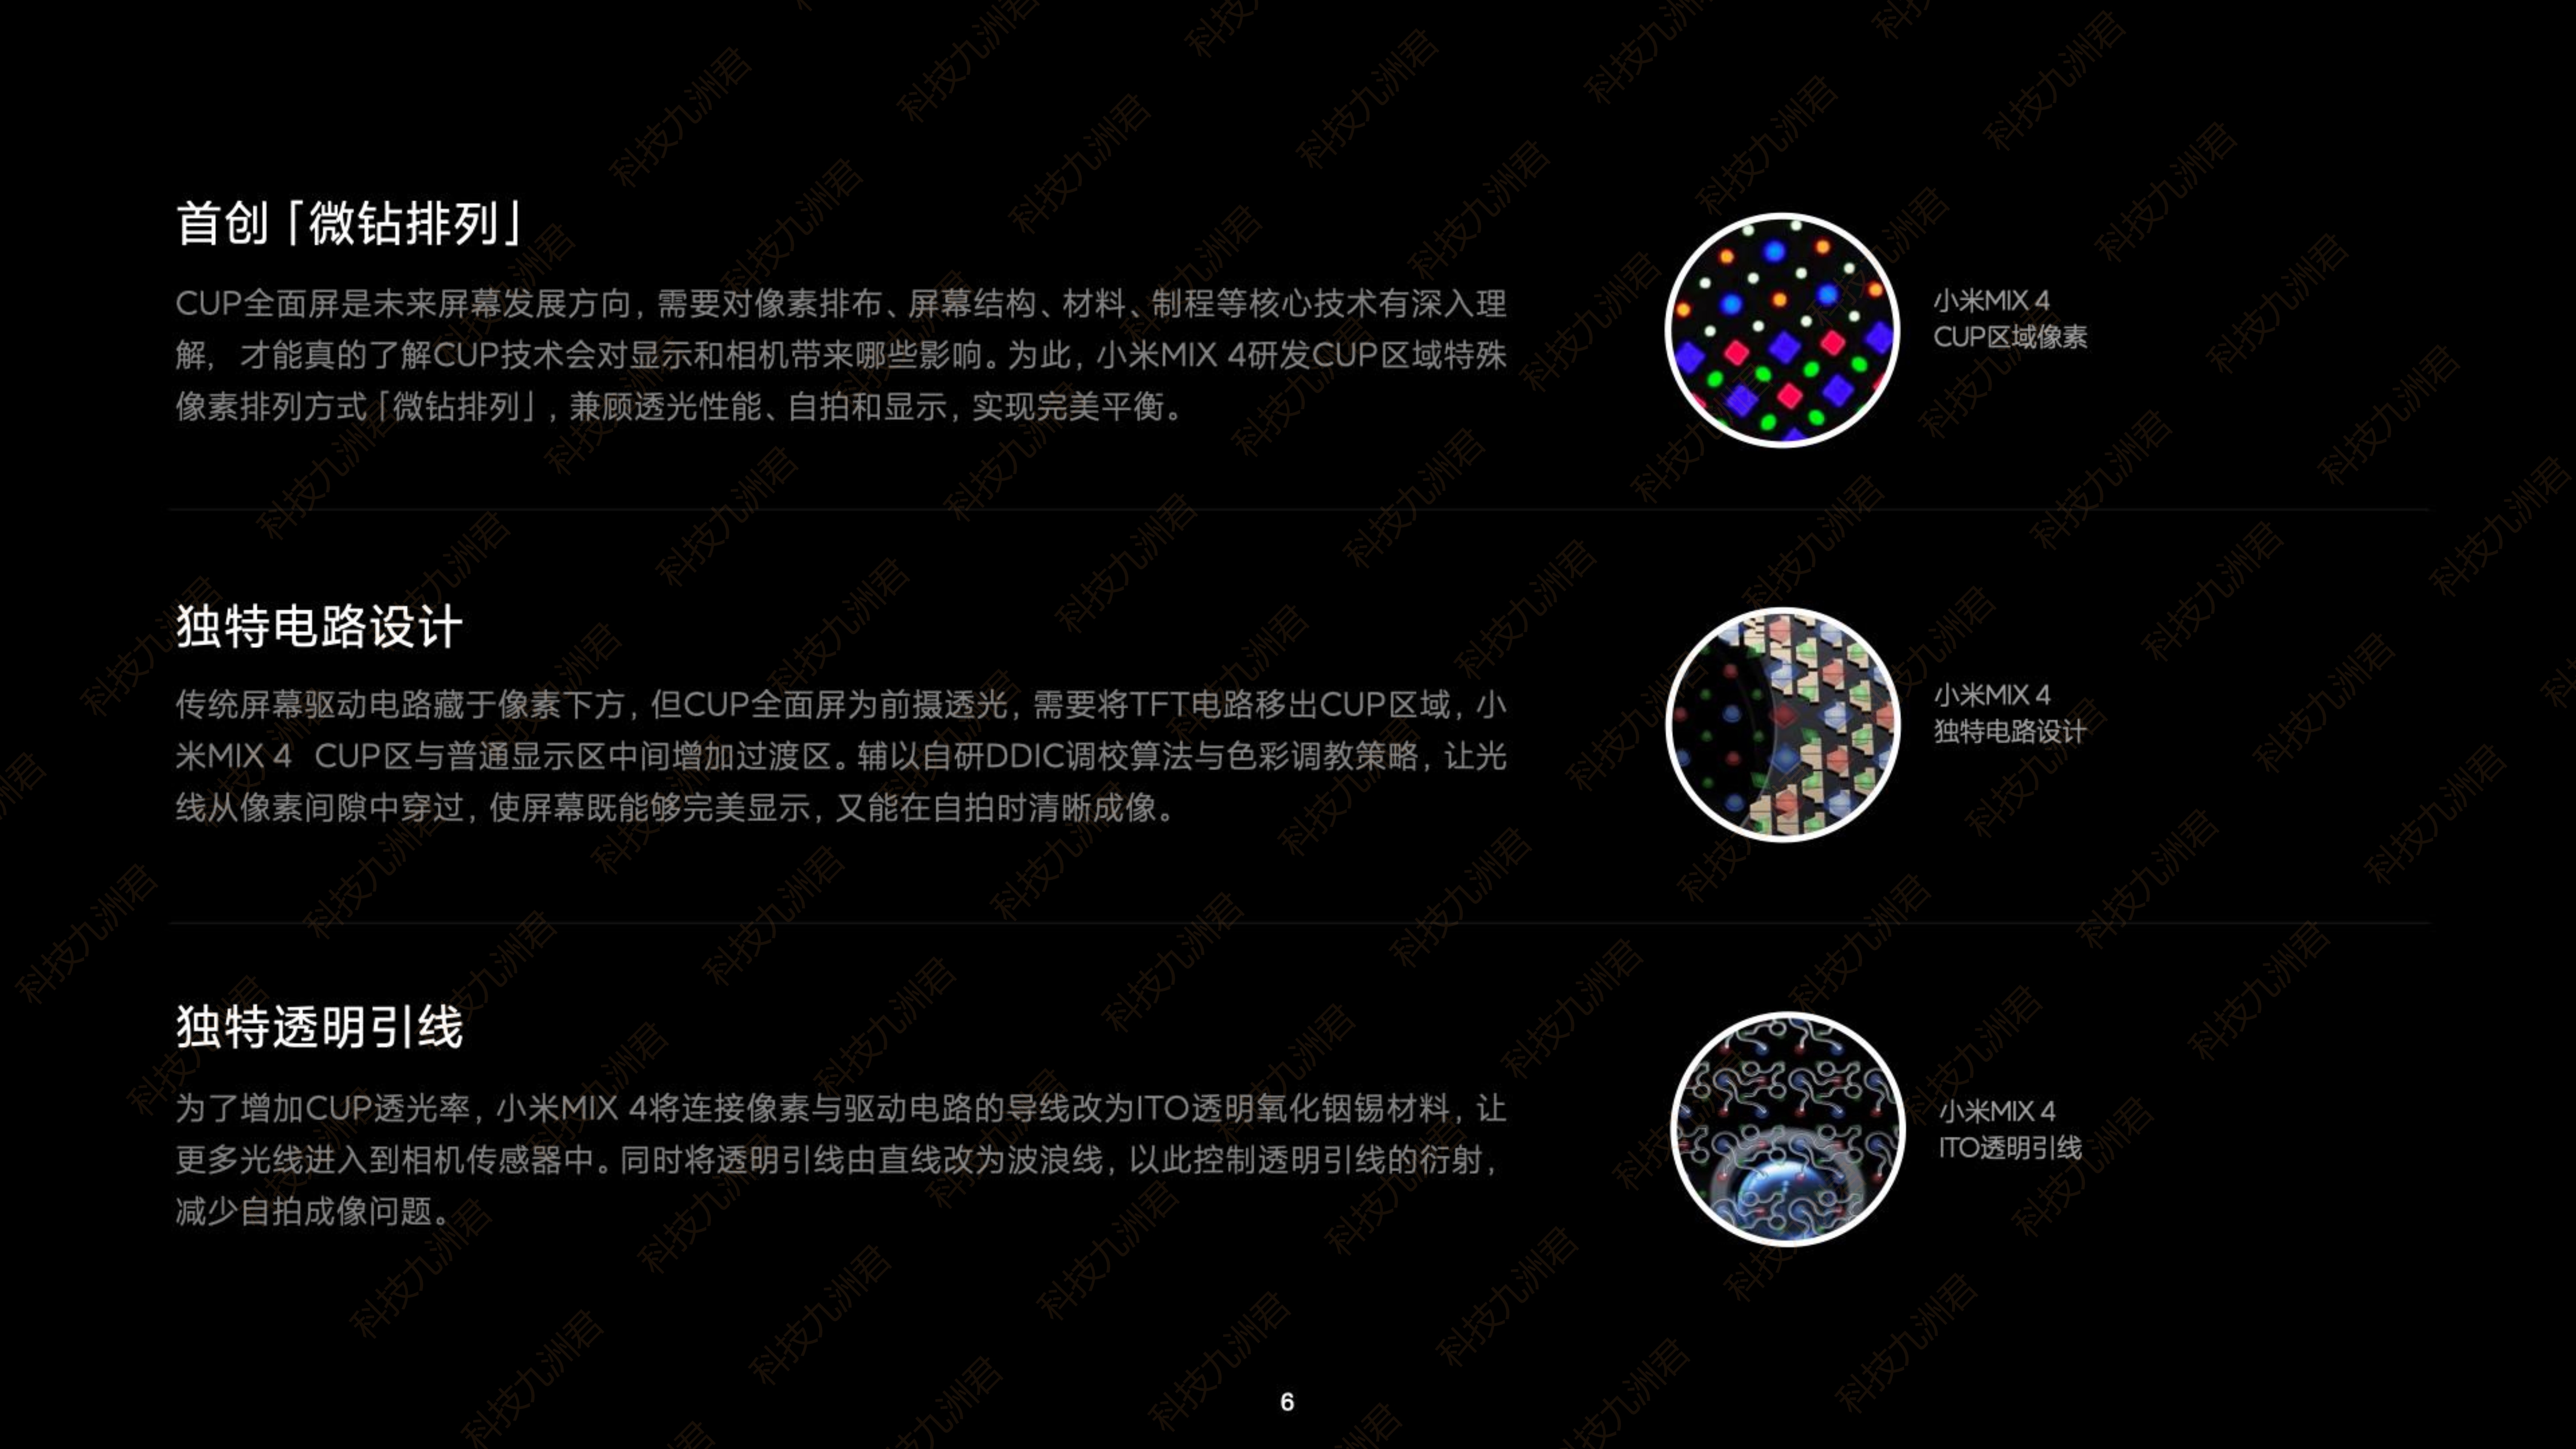 首创「微钻排列」
CUP全面屏是未来屏幕发展方向，需要对像素排布、屏幕结构、材料、制程等核心技术有深入理
解， 才能真的了解CUP技术会对显示和相机带来哪些影响。为此，小米MIX 4研发CUP区域特殊
像素排列方式「微钻排列」，兼顾透光性能、自拍和显示，实现完美平衡。
小米MIX 4
CUP区域像素
独特电路设计
传统屏幕驱动电路藏于像素下方，但CUP全面屏为前摄透光，需要将TFT电路移出CUP区域，小
米MIX 4 CUP区与普通显示区中间增加过渡区。辅以自研DDIC调校算法与色彩调教策略，让光
线从像素间隙中穿过，使屏幕既能够完美显示，又能在自拍时清晰成像。
小米MIX 4
独特电路设计
独特透明引线
为了增加CUP透光率，小米MIX 4将连接像素与驱动电路的导线改为ITO透明氧化铟锡材料，让
更多光线进入到相机传感器中。同时将透明引线由直线改为波浪线，以此控制透明引线的衍射，
减少自拍成像问题。
小米MIX 4
ITO透明引线
6
科技九洲君